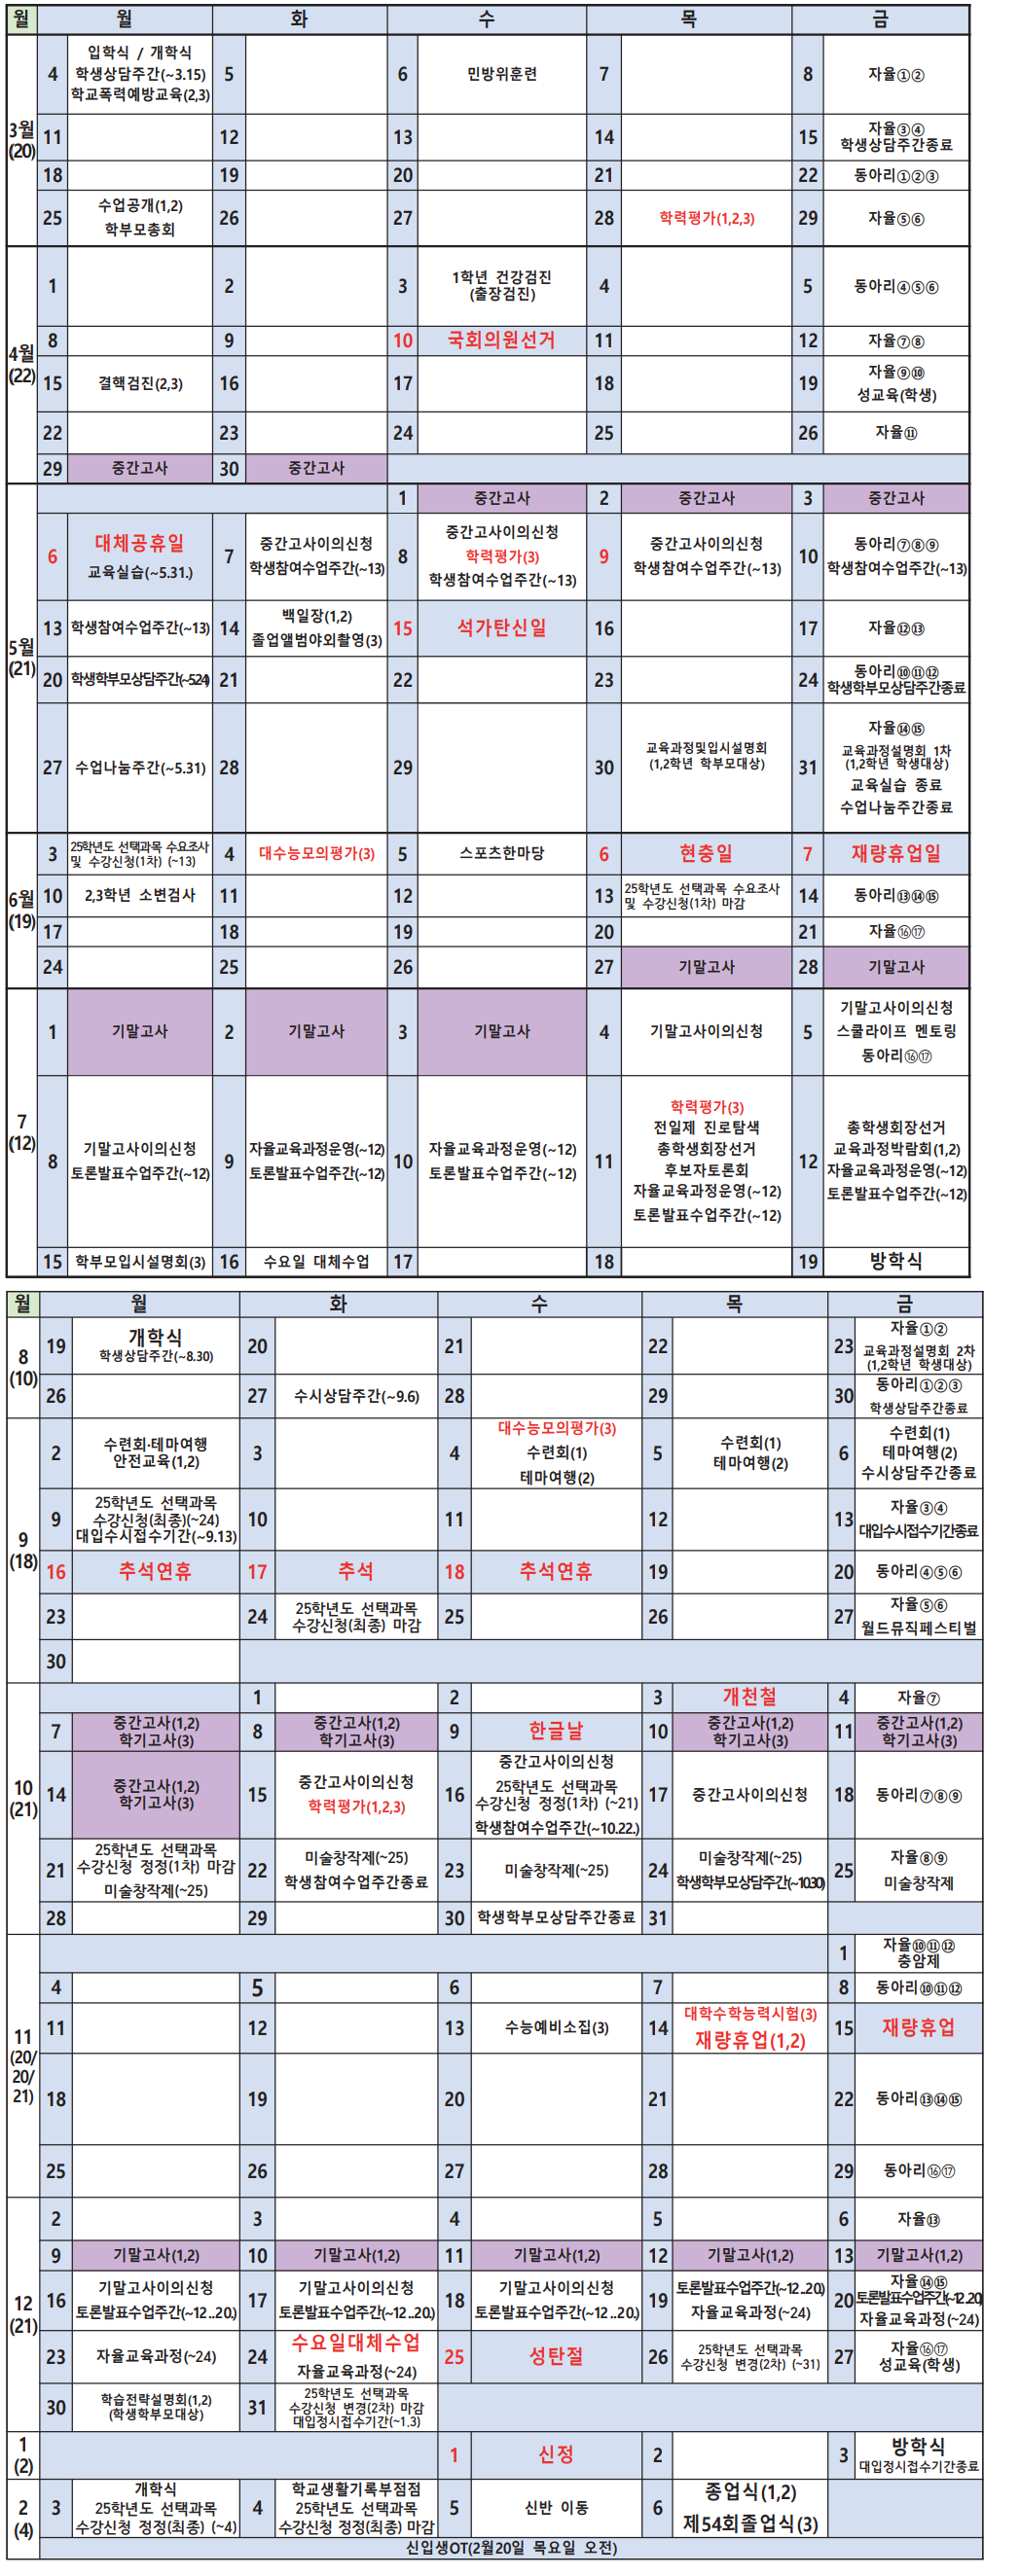 월 월 화 수 목 금
3월
(20)
4 입학식 / 개학식
학생상담주간(~3.15)
학교폭력예방교육(2,3)
5
6 민방위훈련
7
8 자율①②
11
12
13
14
15 자율③④
학생상담주간종료
18
19
20
21
22 동아리①②③
25 수업공개(1,2)
학부모총회
26
27
28 학력평가(1,2,3)
29 자율⑤⑥
4월
(22)
1
2
3 1학년 건강검진
(출장검진)
4
5 동아리④⑤⑥
8
9
10 국회의원선거
11
12 자율⑦⑧
15 결핵검진(2,3)
16
17
18
19 자율⑨⑩
성교육(학생)
22
23
24
25
26 자율⑪
29 중간고사
30 중간고사
5월
(21)
1 중간고사
2 중간고사
3 중간고사
6 대체공휴일
교육실습(~5.31.)
7 중간고사이의신청
학생참여수업주간(~13)
8 중간고사이의신청
학력평가(3)
학생참여수업주간(~13)
9 중간고사이의신청
학생참여수업주간(~13)
10 동아리⑦⑧⑨
학생참여수업주간(~13)
13 학생참여수업주간(~13)
14 백일장(1,2)
졸업앨범야외촬영(3)
15 석가탄신일
16
17 자율⑫⑬
20 학생학부모상담주간(~5.24)
21
22
23
24 동아리⑩⑪⑫
학생학부모상담주간종료
27 수업나눔주간(~5.31)
28
29
30 교육과정및입시설명회
(1,2학년 학부모대상)
31 자율⑭⑮
교육과정설명회 1차
(1,2학년 학생대상)
교육실습 종료
수업나눔주간종료
6월
(19)
3 25학년도 선택과목 수요조사
및 수강신청(1차) (~13)
4 대수능모의평가(3)
5 스포츠한마당
6 현충일
7 재량휴업일
10 2,3학년 소변검사
11
12
13 25학년도 선택과목 수요조사
및 수강신청(1차) 마감
14 동아리⑬⑭⑮
17
18
19
20
21 자율⑯⑰
24
25
26
27 기말고사
28 기말고사
7
(12)
1 기말고사
2 기말고사
3 기말고사
4 기말고사이의신청
5 기말고사이의신청
스쿨라이프 멘토링
동아리⑯⑰
8 기말고사이의신청
토론발표수업주간(~12)
9 자율교육과정운영(~12)
토론발표수업주간(~12)
10 자율교육과정운영(~12)
토론발표수업주간(~12)
11 학력평가(3)
전일제 진로탐색
총학생회장선거
후보자토론회
자율교육과정운영(~12)
토론발표수업주간(~12)
12 총학생회장선거
교육과정박람회(1,2)
자율교육과정운영(~12)
토론발표수업주간(~12)
15 학부모입시설명회(3)
16 수요일 대체수업
17
18
19 방학식
월 월 화 수 목 금
8
(10)
19 개학식
학생상담주간(~8.30)
20
21
22
23 자율①②
교육과정설명회 2차
(1,2학년 학생대상)
26
27 수시상담주간(~9.6)
28
29
30 동아리①②③
학생상담주간종료
9
(18)
2 수련회·테마여행
안전교육(1,2)
3
4 대수능모의평가(3)
수련회(1)
테마여행(2)
5 수련회(1)
테마여행(2)
6 수련회(1)
테마여행(2)
수시상담주간종료
9 25학년도 선택과목
수강신청(최종)(~24)
대입수시접수기간(~9.13)
10
11
12
13 자율③④
대입수시접수기간종료
16 추석연휴
17 추석
18 추석연휴
19
20 동아리④⑤⑥
23
24 25학년도 선택과목
수강신청(최종) 마감
25
26
27 자율⑤⑥
월드뮤직페스티벌
30
10
(21)
1
2
3 개천철
4 자율⑦
7 중간고사(1,2)
학기고사(3)
8 중간고사(1,2)
학기고사(3)
9 한글날
10 중간고사(1,2)
학기고사(3)
11 중간고사(1,2)
학기고사(3)
14 중간고사(1,2)
학기고사(3)
15 중간고사이의신청
학력평가(1,2,3)
16 중간고사이의신청
25학년도 선택과목
수강신청 정정(1차) (~21)
학생참여수업주간(~10.22.)
17 중간고사이의신청
18 동아리⑦⑧⑨
21 25학년도 선택과목
수강신청 정정(1차) 마감
미술창작제(~25)
22 미술창작제(~25)
학생참여수업주간종료
23 미술창작제(~25)
24 미술창작제(~25)
학생학부모상담주간(~10.30)
25 자율⑧⑨
미술창작제
28
29
30 학생학부모상담주간종료
31
11
(20/
20/
21)
1 자율⑩⑪⑫
충암제
4
5
6
7
8 동아리⑩⑪⑫
11
12
13 수능예비소집(3)
14 대학수학능력시험(3)
재량휴업(1,2)
15 재량휴업
18
19
20
21
22 동아리⑬⑭⑮
25
26
27
28
29 동아리⑯⑰
12
(21)
2
3
4
5
6 자율⑬
9 기말고사(1,2)
10 기말고사(1,2)
11 기말고사(1,2)
12 기말고사(1,2)
13 기말고사(1,2)
16 기말고사이의신청
토론발표수업주간(~12..20.)
17 기말고사이의신청
토론발표수업주간(~12..20.)
18 기말고사이의신청
토론발표수업주간(~12..20.)
19 토론발표수업주간(~12..20.)
자율교육과정(~24)
20 자율⑭⑮
토론발표수업주간(~12..20.)
자율교육과정(~24)
23 자율교육과정(~24)
24 수요일대체수업
자율교육과정(~24)
25 성탄절
26 25학년도 선택과목
수강신청 변경(2차) (~31)
27 자율⑯⑰
성교육(학생)
30 학습전략설명회(1,2)
(학생학부모대상)
31 25학년도 선택과목
수강신청 변경(2차) 마감
대입정시접수기간(~1.3)
1
(2)
1 신정
2
3 방학식
대입정시접수기간종료
2
(4)
3 개학식
25학년도 선택과목
수강신청 정정(최종) (~4)
4 학교생활기록부점점
25학년도 선택과목
수강신청 정정(최종) 마감
5 신반 이동
6 종업식(1,2)
제54회졸업식(3)
신입생OT(2월20일 목요일 오전)